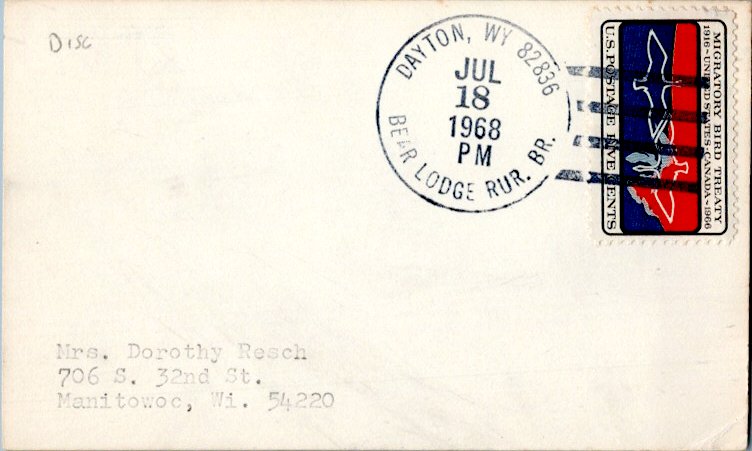 Disc
DAYTON, WY 82836
JUL
18
1968
PM
BEAR LODGE RUR. BR.
MIGRATORY BIRD TREATY
1916~UNITED STATES·CANADA~1966
U.S. POSTAGE FIVE CENTS
Mrs. Dorothy Resch
706 S. 32nd St.
Manitowoc, Wi. 54220